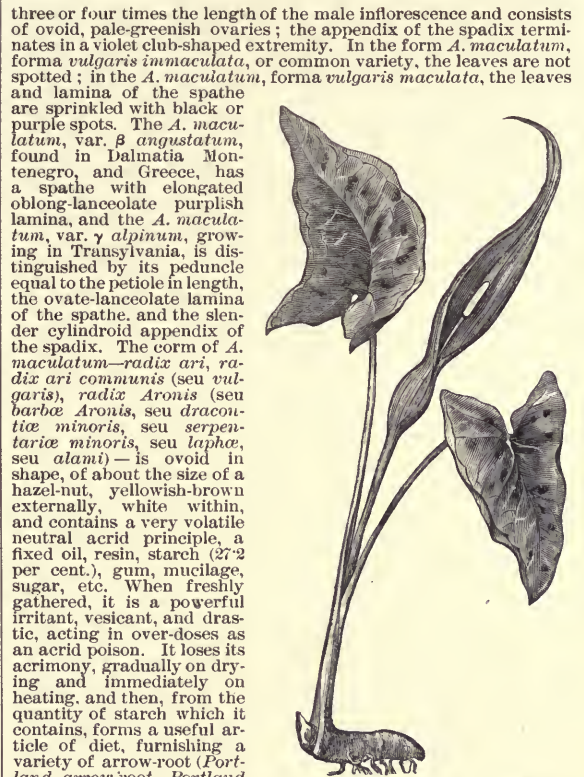 three or four times the length of the male inflorescence and consists
of ovoid, pale-greenish ovaries ; the appendix of the spadix termi-
nates in a violet club-shaped extremity. In the form A. maculatum,
forma vulgaris immaculata, or common variety, the leaves are not
spotted ; in the A. maculatum, forma vulgaris maculata, the leaves
and lamina of the spathe
are sprinkled with black or
purple spots. The A. macu-
latum, var. β angustatum,
found in Dalmatia Mon-
tenegro, and Greece, has
a spathe with elongated
oblong-lanceolate purplish
lamina, and the A. macula-
tum, var. γ alpinum, grow-
ing in Transylvania, is dis-
tinguished by its peduncle
equal to the petiole in length,
the ovate-lanceolate lamina
of the spathe. and the slen-
der cylindroid appendix of
the spadix. The corm of A.
maculatum—radix ari, ra-
dix ari communis (seu vul-
garis), radix Aronis (seu
barbæ Aronis, seu dracon-
tiæ minoris, seu serpen-
tariæ minoris, seu laphæ,
seu alami) — is ovoid in
shape, of about the size of a
hazel-nut, yellowish-brown
externally, white within,
and contains a very volatile
neutral acrid principle, a
fixed oil, resin, starch (27·2
per cent.), gum, mucilage,
sugar, etc. When freshly
gathered, it is a powerful
irritant, vesicant, and dras-
tic, acting in over-doses as
an acrid poison. It loses its
acrimony, gradually on dry-
ing and immediately on
heating. and then, from the
quantity of starch which it
contains, forms a useful ar-
ticle of diet, furnishing a
variety of arrow-root (Port-
land arrow-root, Portland